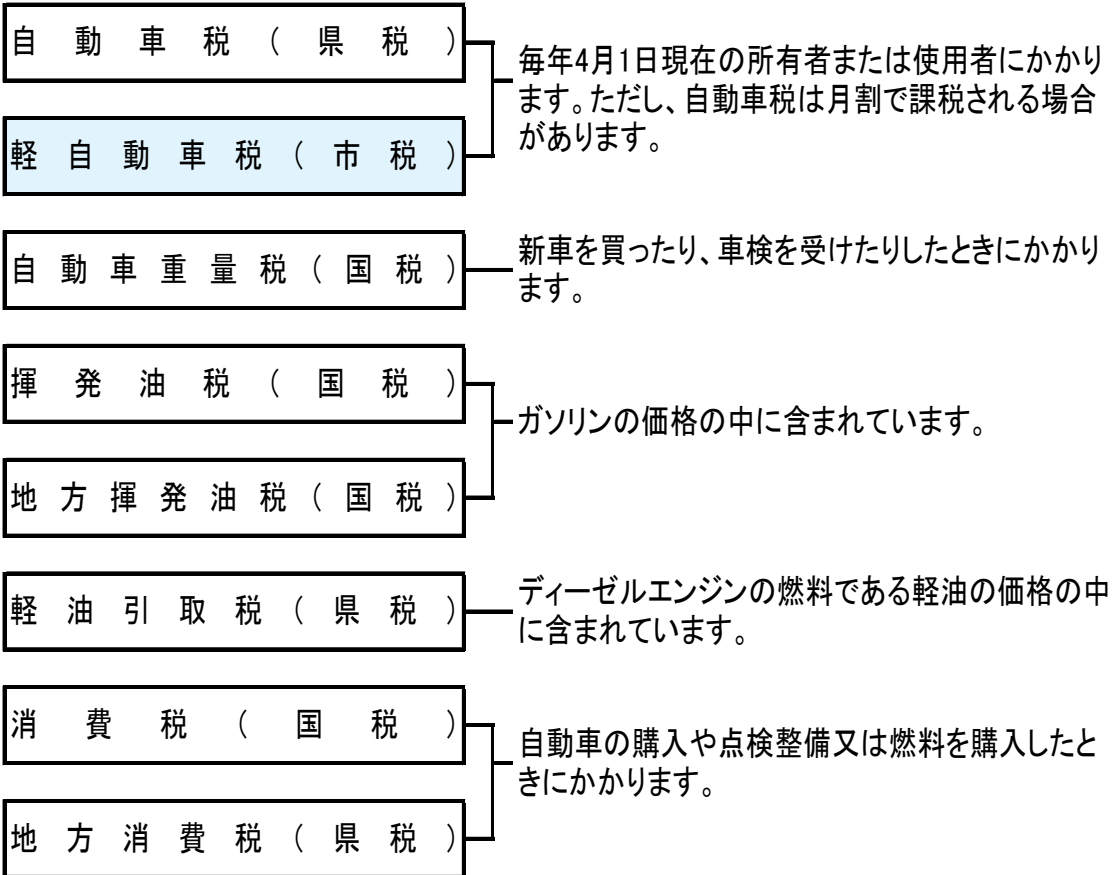 自動車税(県税)
毎年4月1日現在の所有者または使用者にかかり
ます。ただし、自動車税は月割で課税される場合
があります。
軽自動車税(市税)
自動車重量税(国税)
新車を買ったり、車検を受けたりしたときにかかり
ます。
揮発油税(国税)
ガソリンの価格の中に含まれています。
地方揮発油税(国税)
軽油引取税(県税)
ディーゼルエンジンの燃料である軽油の価格の中
に含まれています。
消費税(国税)
自動車の購入や点検整備又は燃料を購入したと
きにかかります。
地方消費税(県税)